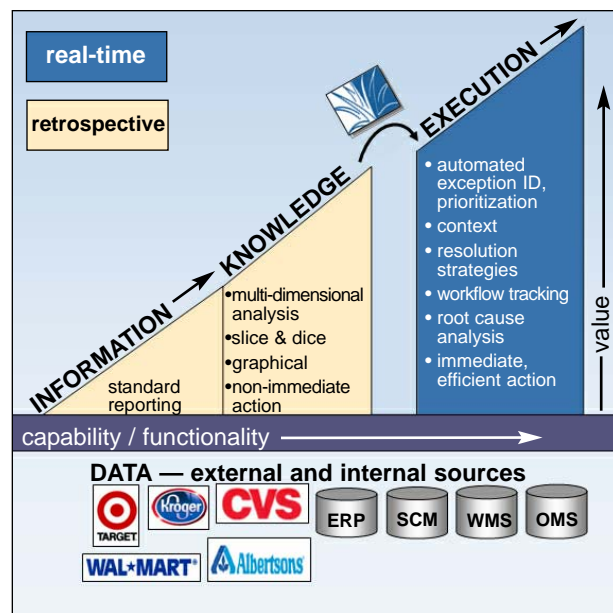 real-time
retrospective
INFORMATION
KNOWLEDGE
EXECUTION
standard
reporting
•multi-dimensional
analysis
•slice & dice
•graphical
•non-immediate
action
• automated
exception ID,
prioritization
• context
• resolution
strategies
• workflow tracking
• root cause
analysis
• immediate,
efficient action
value
capability / functionality
DATA — external and internal sources
TARGET
Kroger
CVS
ERP
SCM
WMS
OMS
WAL★MART®
Albertsons®